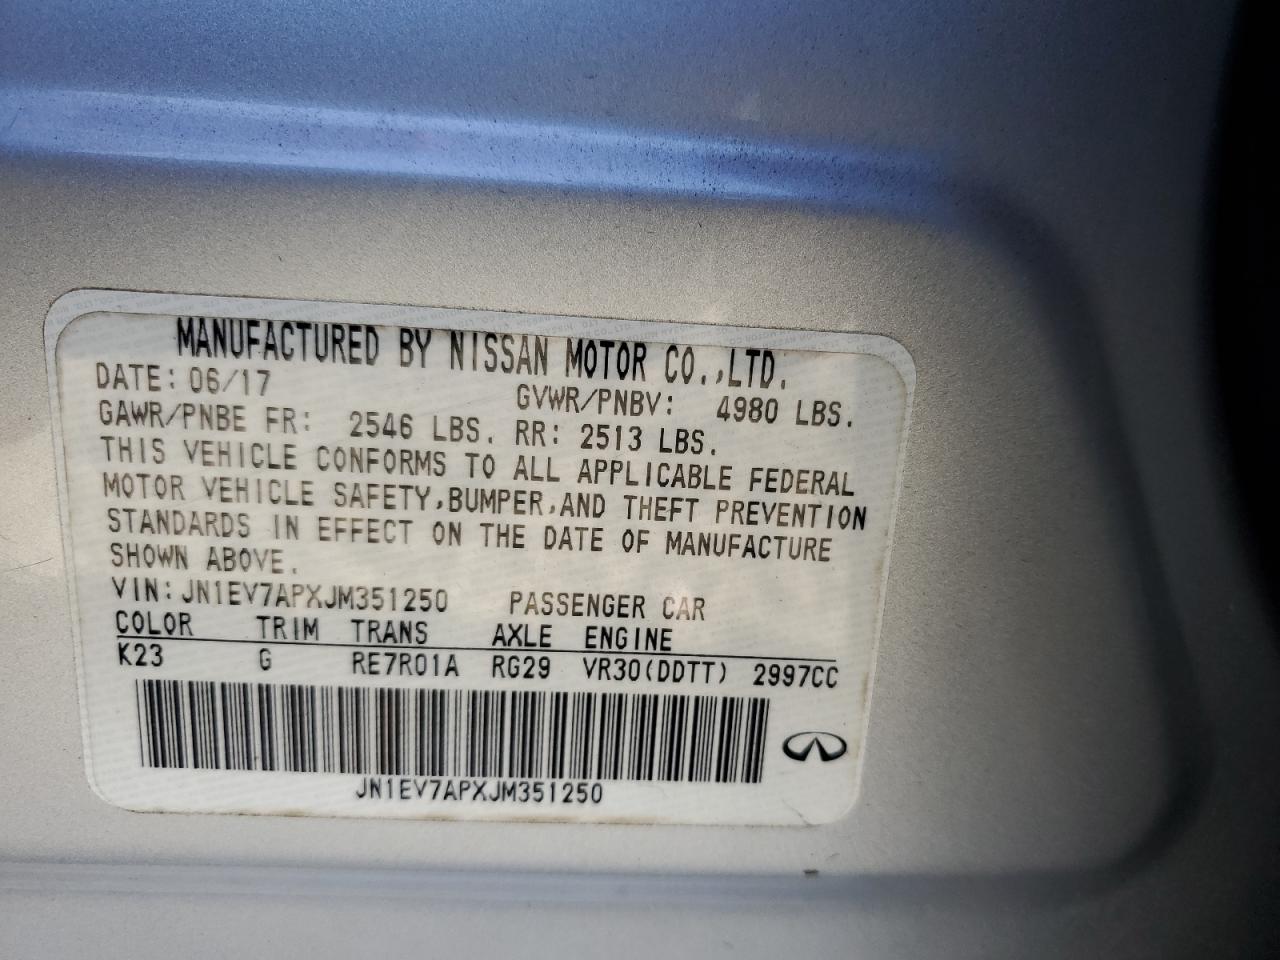 MANUFACTURED BY NISSAN MOTOR CO.,LTD.
DATE: 06/17 GVWR/PNBV: 4980 LBS.
GAWR/PNBE FR: 2546 LBS. RR: 2513 LBS.
THIS VEHICLE CONFORMS TO ALL APPLICABLE FEDERAL
MOTOR VEHICLE SAFETY,BUMPER,AND THEFT PREVENTION
STANDARDS IN EFFECT ON THE DATE OF MANUFACTURE
SHOWN ABOVE.
VIN:JN1EV7APXJM351250 PASSENGER CAR
COLOR TRIM TRANS AXLE ENGINE
K23 G RE7R01A RG29 VR30(DDTT) 2997CC
JN1EV7APXJM351250